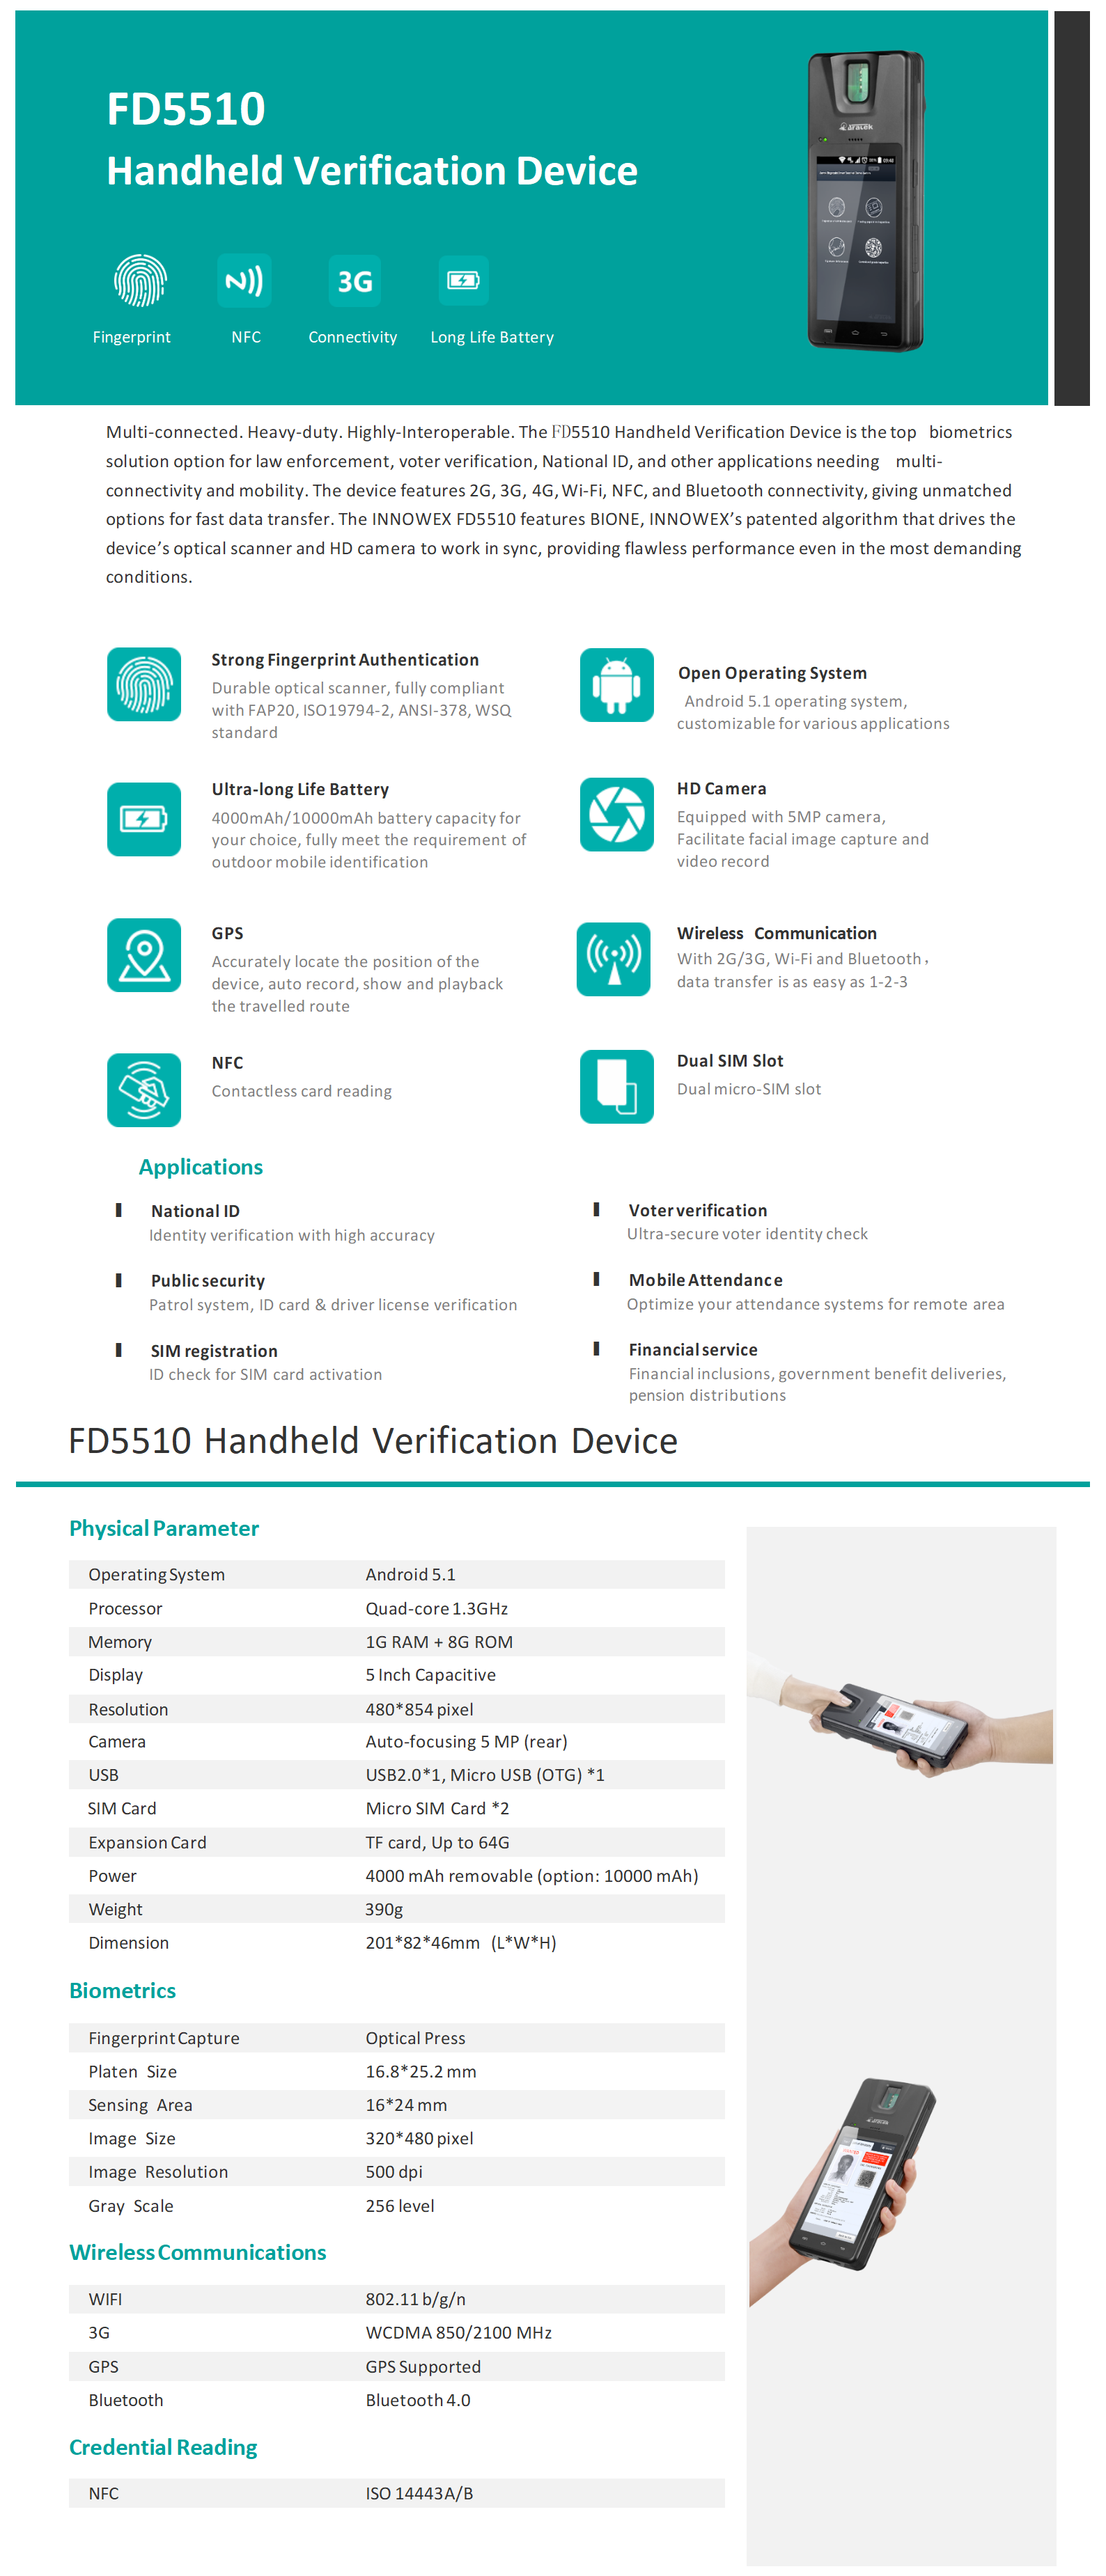 FD5510
Handheld Verification Device
Aratek
09:48
3G
Fingerprint
NFC
Connectivity
Long Life Battery
Multi-connected. Heavy-duty. Highly-Interoperable. The FD5510 Handheld Verification Device is the top biometrics
solution option for law enforcement, voter verification, National ID, and other applications needing multi-
connectivity and mobility. The device features 2G, 3G, 4G, Wi-Fi, NFC, and Bluetooth connectivity, giving unmatched
options for fast data transfer. The INNOWEX FD5510 features BIONE, INNOWEX’s patented algorithm that drives the
device’s optical scanner and HD camera to work in sync, providing flawless performance even in the most demanding
conditions.
Strong Fingerprint Authentication
Durable optical scanner, fully compliant
with FAP20, ISO19794-2, ANSI-378, WSQ
standard
Open Operating System
Android 5.1 operating system,
customizable for various applications
Ultra-long Life Battery
4000mAh/10000mAh battery capacity for
your choice, fully meet the requirement of
outdoor mobile identification
HD Camera
Equipped with 5MP camera,
Facilitate facial image capture and
video record
GPS
Accurately locate the position of the
device, auto record, show and playback
the travelled route
Wireless Communication
With 2G/3G, Wi-Fi and Bluetooth，
data transfer is as easy as 1-2-3
NFC
Contactless card reading
Dual SIM Slot
Dual micro-SIM slot
Applications
National ID
Identity verification with high accuracy
Voter verification
Ultra-secure voter identity check
Public security
Patrol system, ID card & driver license verification
Mobile Attendance
Optimize your attendance systems for remote area
SIM registration
ID check for SIM card activation
Financial service
Financial inclusions, government benefit deliveries,
pension distributions
FD5510 Handheld Verification Device
Physical Parameter
Operating System Android 5.1
Processor Quad-core 1.3GHz
Memory 1G RAM + 8G ROM
Display 5 Inch Capacitive
Resolution 480*854 pixel
Camera Auto-focusing 5 MP (rear)
USB USB2.0*1, Micro USB (OTG) *1
SIM Card Micro SIM Card *2
Expansion Card TF card, Up to 64G
Power 4000 mAh removable (option: 10000 mAh)
Weight 390g
Dimension 201*82*46mm (L*W*H)
Biometrics
Fingerprint Capture Optical Press
Platen Size 16.8*25.2 mm
Sensing Area 16*24 mm
Image Size 320*480 pixel
Image Resolution 500 dpi
Gray Scale 256 level
Aratek
Wireless Communications
WIFI 802.11 b/g/n
3G WCDMA 850/2100 MHz
GPS GPS Supported
Bluetooth Bluetooth 4.0
Credential Reading
NFC ISO 14443A/B